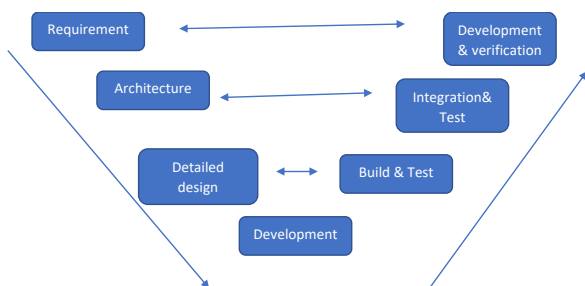 Requirement
Development
& verification
Architecture
Integration&
Test
Detailed
design
Build & Test
Development